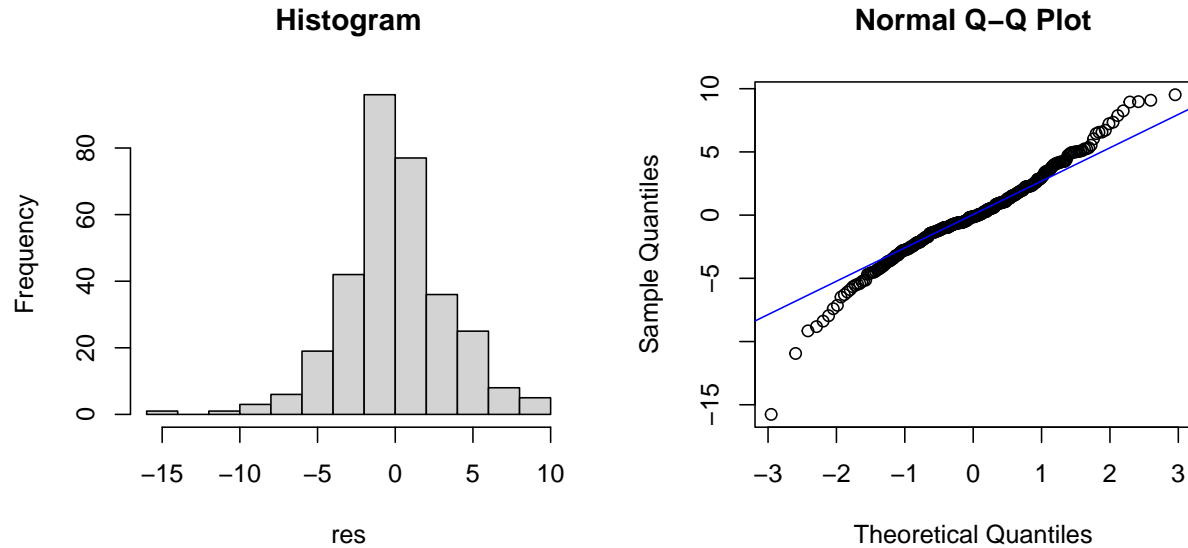 Histogram
Frequency
0 20 40 60 80
−15 −10 −5 0 5 10
res
Normal Q−Q Plot
Sample Quantiles
−15 −5 0 5 10
−3 −2 −1 0 1 2 3
Theoretical Quantiles